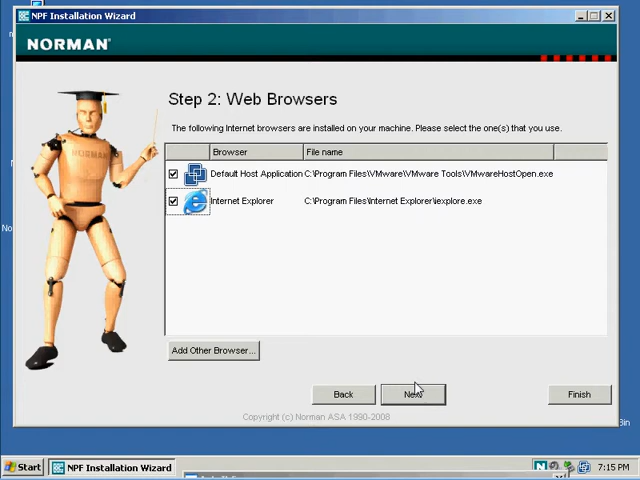 NPF Installation Wizard
NORMAN
Step 2: Web Browsers
The following Internet browsers are installed on your machine. Please select the one(s) that you use.
Browser File name
Default Host Application C:\Program Files\VMware\VMware Tools\VMwareHostOpen.exe
Internet Explorer C:\Program Files\Internet Explorer\iexplore.exe
NORMAN
Add Other Browser...
Back Next Finish
Copyright (c) Norman ASA 1990-2008
No
Bin
Start NPF Installation Wizard N 7:15 PM